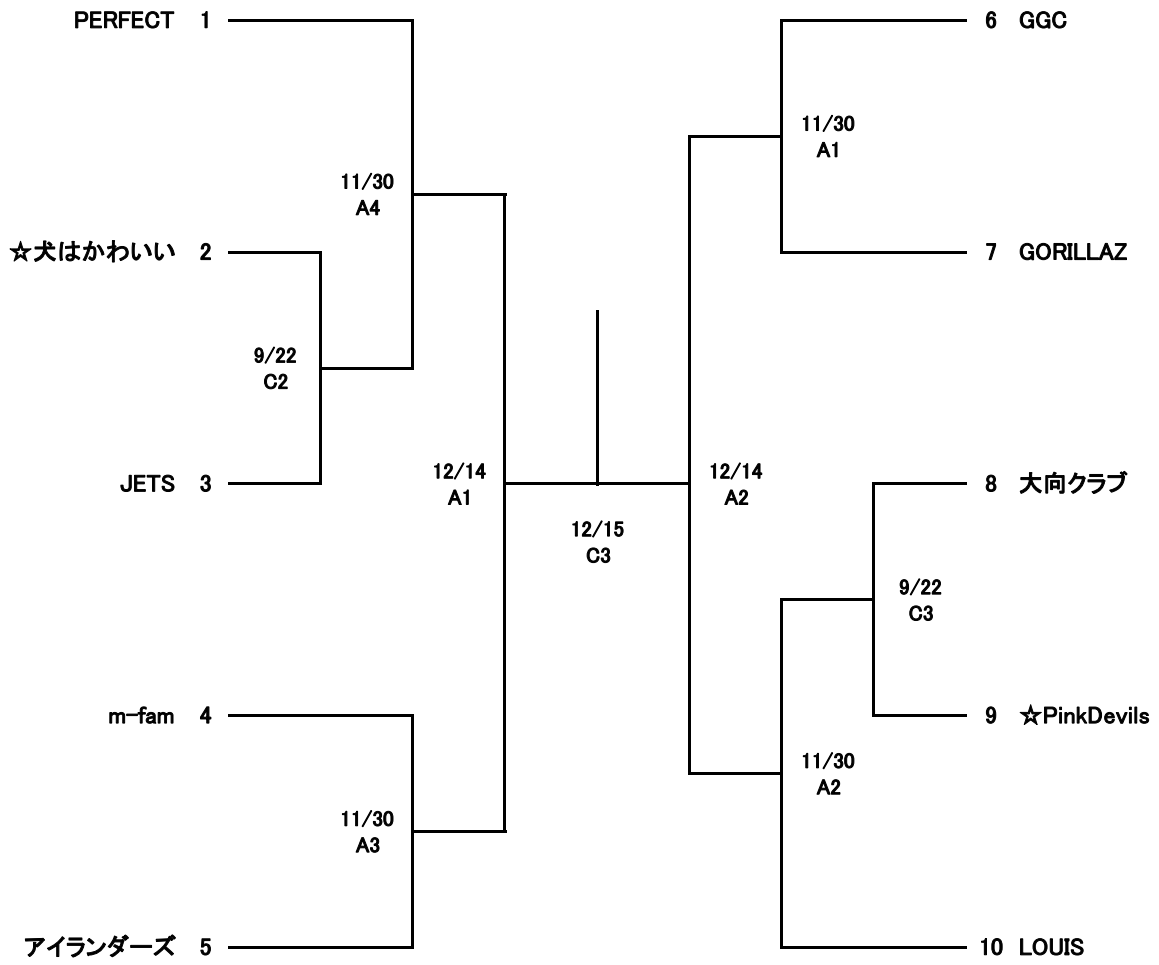 PERFECT 1
6 GGC
11/30
A1
11/30
A4
☆犬はかわいい 2
7 GORILLAZ
9/22
C2
JETS 3
12/14
A1
12/14
A2
8 大向クラブ
12/15
C3
9/22
C3
m-fam 4
9 ☆PinkDevils
11/30
A2
11/30
A3
アイランダーズ 5
10 LOUIS